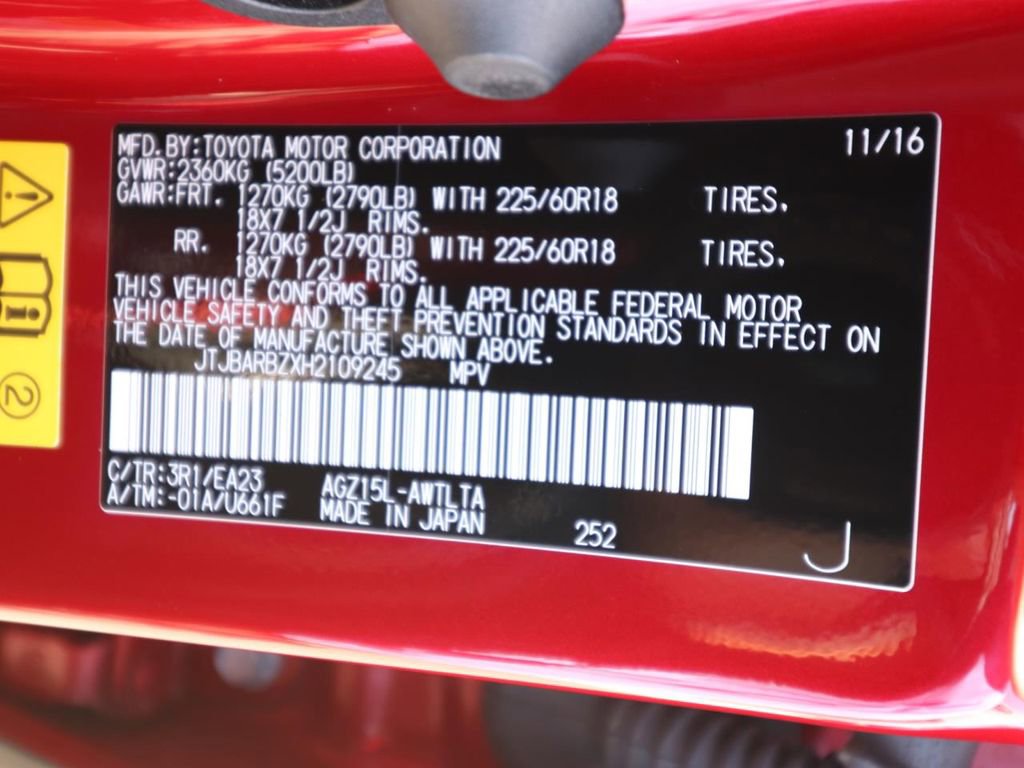 MFD. BY: TOYOTA MOTOR CORPORATION 11/16
GVWR: 2360KG (5200LB)
GAWR: FRT. 1270KG (2790LB) WITH 225/60R18 TIRES.
18X7 1/2J RIMS.
RR. 1270KG (2790LB) WITH 225/60R18 TIRES.
18X7 1/2J RIMS.
THIS VEHICLE CONFORMS TO ALL APPLICABLE FEDERAL MOTOR
VEHICLE SAFETY AND THEFT PREVENTION STANDARDS IN EFFECT ON
THE DATE OF MANUFACTURE SHOWN ABOVE.
JTJBARBZXH2109245 MPV
C/TR: 3R1/EA23 AGZ15L-AWTLTA
A/TM: -01A/U661F MADE IN JAPAN 252
J
2